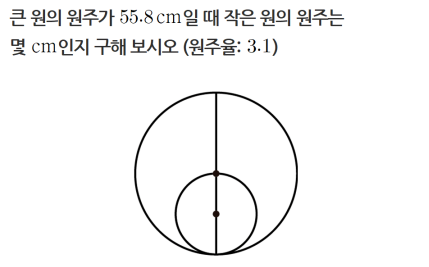 큰 원의 원주가 55.8 cm일 때 작은 원의 원주는
몇 cm인지 구해 보시오 (원주율: 3.1)